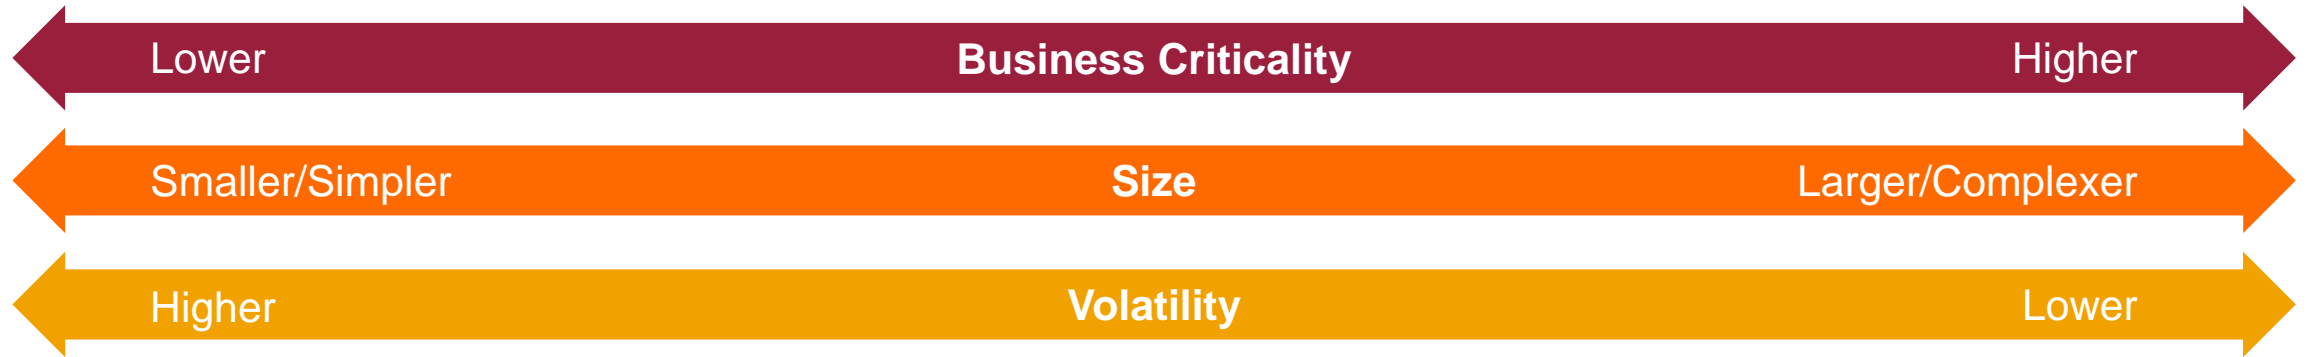 Lower Business Criticality Higher
Smaller/Simpler Size Larger/Complexer
Higher Volatility Lower